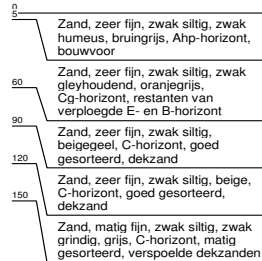 0
5
Zand, zeer fijn, zwak siltig, zwak
humeus, bruingrijs, Ahp-horizont,
bouwvoor
60
Zand, zeer fijn, zwak siltig, zwak
gleyhoudend, oranjegrijs,
Cg-horizont, restanten van
verploegde E- en B-horizont
90
Zand, zeer fijn, zwak siltig,
beigegeel, C-horizont, goed
gesorteerd, dekzand
120
Zand, zeer fijn, zwak siltig, beige,
C-horizont, goed gesorteerd,
dekzand
150
Zand, matig fijn, zwak siltig, zwak
grindig, grijs, C-horizont, matig
gesorteerd, verspoelde dekzanden